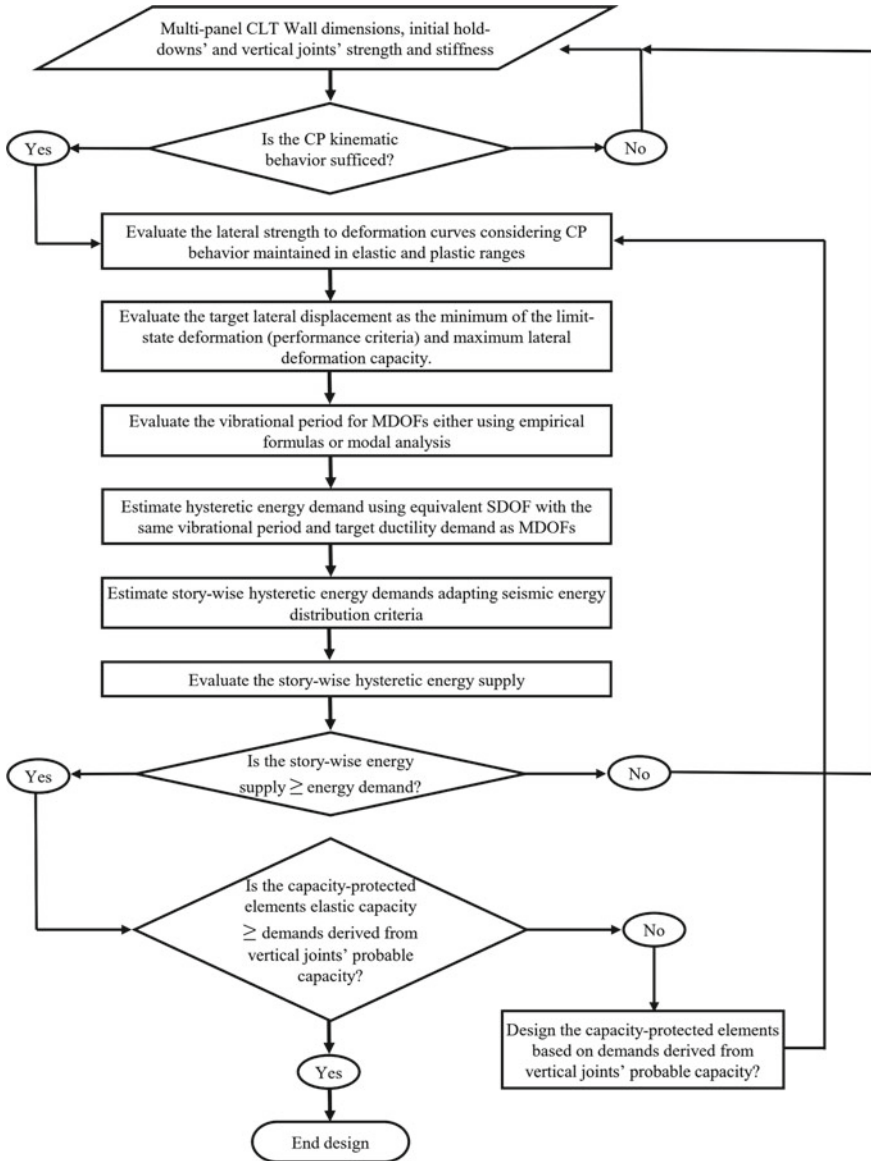 Multi-panel CLT Wall dimensions, initial hold-
downs' and vertical joints' strength and stiffness
Is the CP kinematic
behavior sufficed?
Yes
No
Evaluate the lateral strength to deformation curves considering CP
behavior maintained in elastic and plastic ranges
Evaluate the target lateral displacement as the minimum of the limit-
state deformation (performance criteria) and maximum lateral
deformation capacity.
Evaluate the vibrational period for MDOFs either using empirical
formulas or modal analysis
Estimate hysteretic energy demand using equivalent SDOF with the
same vibrational period and target ductility demand as MDOFs
Estimate story-wise hysteretic energy demands adapting seismic energy
distribution criteria
Evaluate the story-wise hysteretic energy supply
Is the story-wise energy
supply ≥ energy demand?
Yes
No
Is the capacity-protected
elements elastic capacity
≥ demands derived from
vertical joints' probable
capacity?
No
Design the capacity-protected elements
based on demands derived from
vertical joints' probable capacity?
Yes
End design